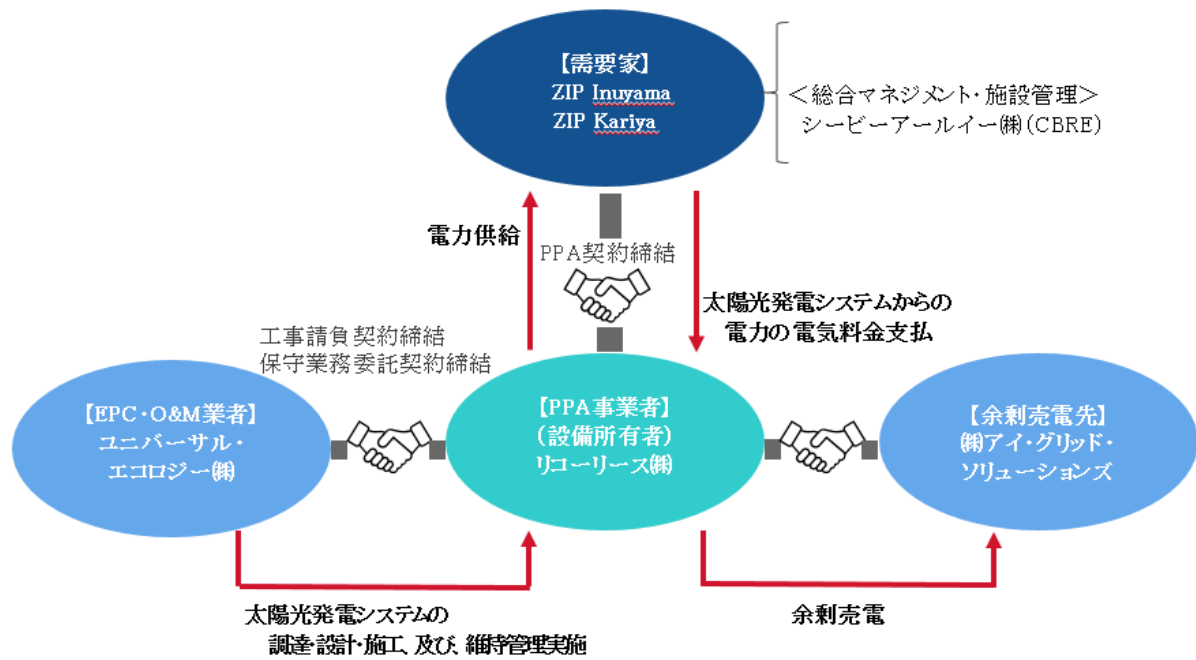 【需要家】
ZIP Inuyama
ZIP Kariya
＜総合マネジメント・施設管理＞
シービーアールイー㈱(CBRE)
電力供給
PPA契約締結
太陽光発電システムからの
電力の電気料金支払
工事請負契約締結
保守業務委託契約締結
【EPC・O&M業者】
ユニバーサル・
エコロジー㈱
【PPA事業者】
(設備所有者)
リコーリース㈱
【余剰売電先】
㈱アイ・グリッド・
ソリューションズ
太陽光発電システムの
調達・設計・施工、及び、維持管理実施
余剰売電